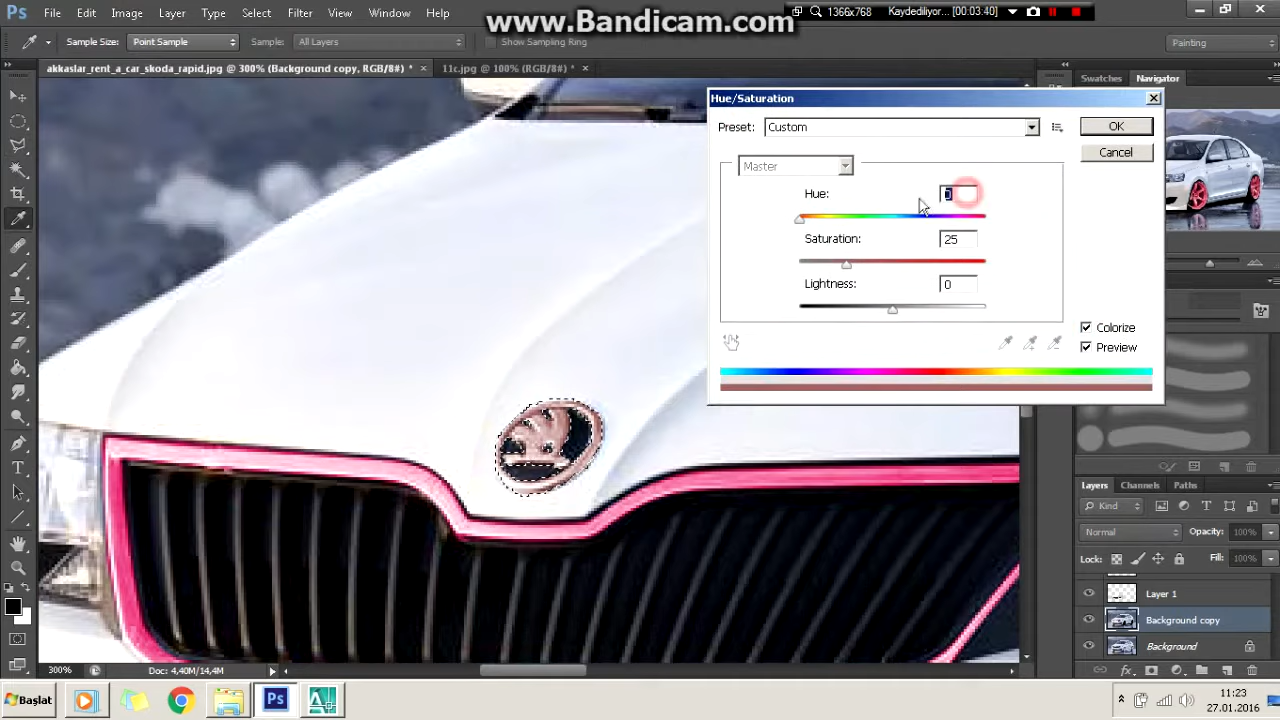 www.Bandicam.com
Ps File Edit Image Layer Type Select Filter View Window Help
1366x768 Kaydediliyor... [00:03:40]
Sample Size: Point Sample Sample: All Layers Show Sampling Ring Painting
akkaslar_rent_a_car_skoda_rapid.jpg @ 300% (Background copy, RGB/8#) * 11c.jpg @ 100% (RGB/8#) *
Swatches Navigator
Hue/Saturation
Preset: Custom OK
Cancel
Master
Hue: 0
Saturation: 25
Lightness: 0
Colorize
Preview
Layers Channels Paths
Kind
Normal Opacity: 100%
Lock: Fill: 100%
Layer 1
Background copy
Background
300% Doc: 4,40M/14,4M
Başlat Ps
11:23
27.01.2016